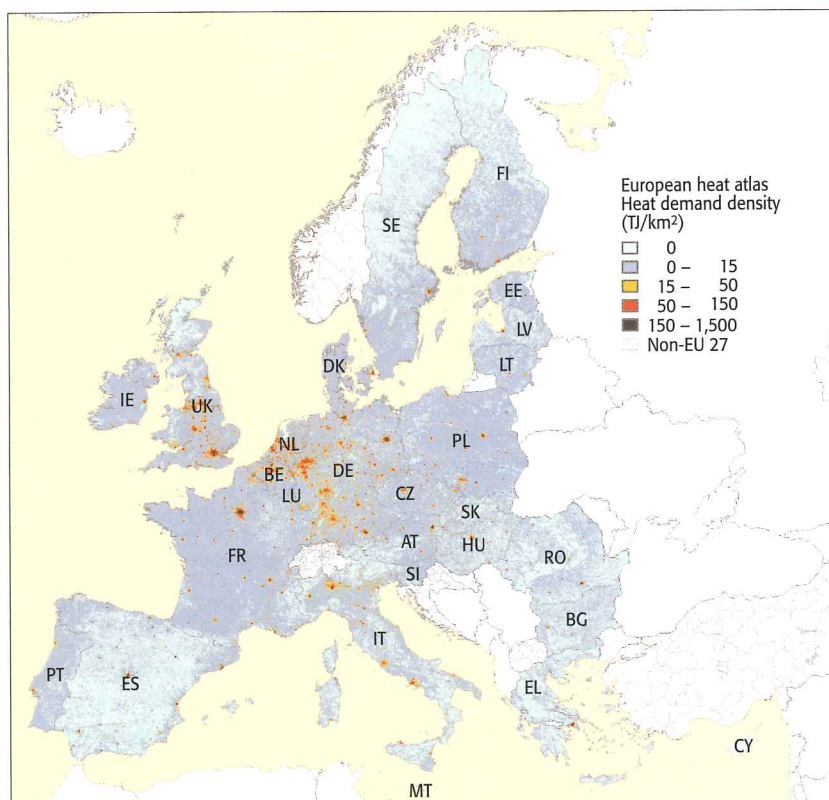 European heat atlas
Heat demand density
(TJ/km²)
0
0 – 15
15 – 50
50 – 150
150 – 1,500
Non-EU 27
FI
SE
EE
LV
LT
DK
IE
UK
NL
PL
BE
DE
LU
CZ
SK
AT
HU
FR
RO
SI
BG
IT
PT
ES
EL
CY
MT